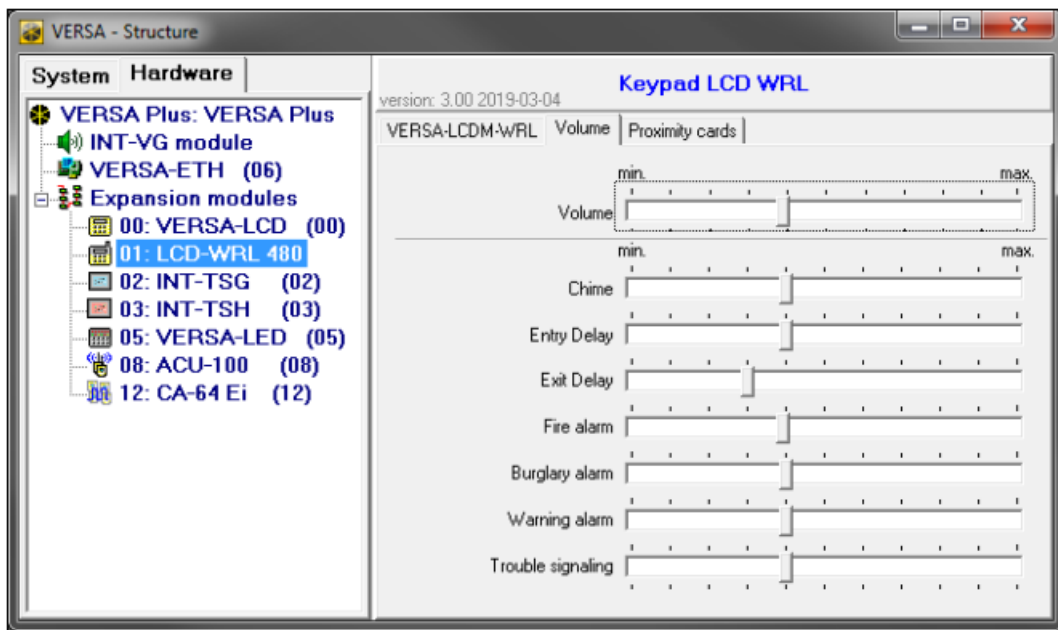 VERSA - Structure
System Hardware
VERSA Plus: VERSA Plus
INT-VG module
VERSA-ETH (06)
Expansion modules
00: VERSA-LCD (00)
01: LCD-WRL 480
02: INT-TSG (02)
03: INT-TSH (03)
05: VERSA-LED (05)
08: ACU-100 (08)
12: CA-64 Ei (12)
Keypad LCD WRL
version: 3.00 2019-03-04
VERSA-LCDM-WRL Volume Proximity cards
min. max.
Volume
min. max.
Chime
Entry Delay
Exit Delay
Fire alarm
Burglary alarm
Warning alarm
Trouble signaling